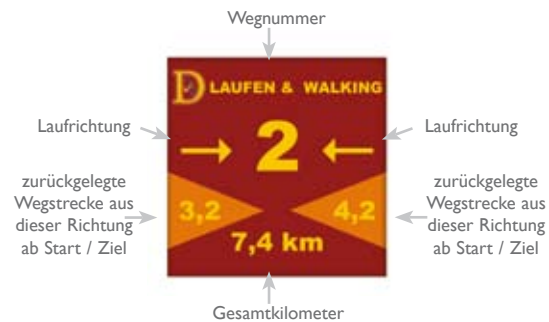 Wegnummer
D LAUFEN & WALKING
Laufrichtung
2
Laufrichtung
zurückgelegte
Wegstrecke aus
dieser Richtung
ab Start / Ziel
3,2
4,2
zurückgelegte
Wegstrecke aus
dieser Richtung
ab Start / Ziel
7,4 km
Gesamtkilometer